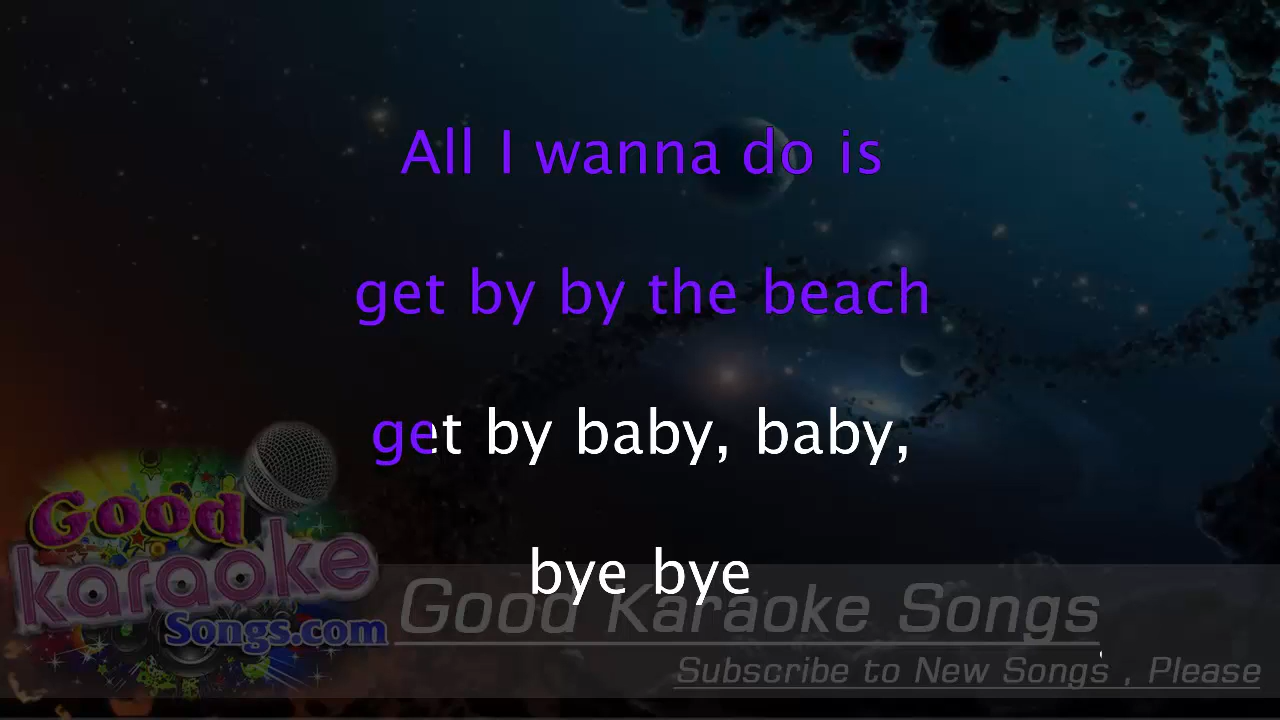 All I wanna do is
get by by the beach
get by baby, baby,
bye bye
Good
karaoke
Songs.com
Good Karaoke Songs
Subscribe to New Songs , Please